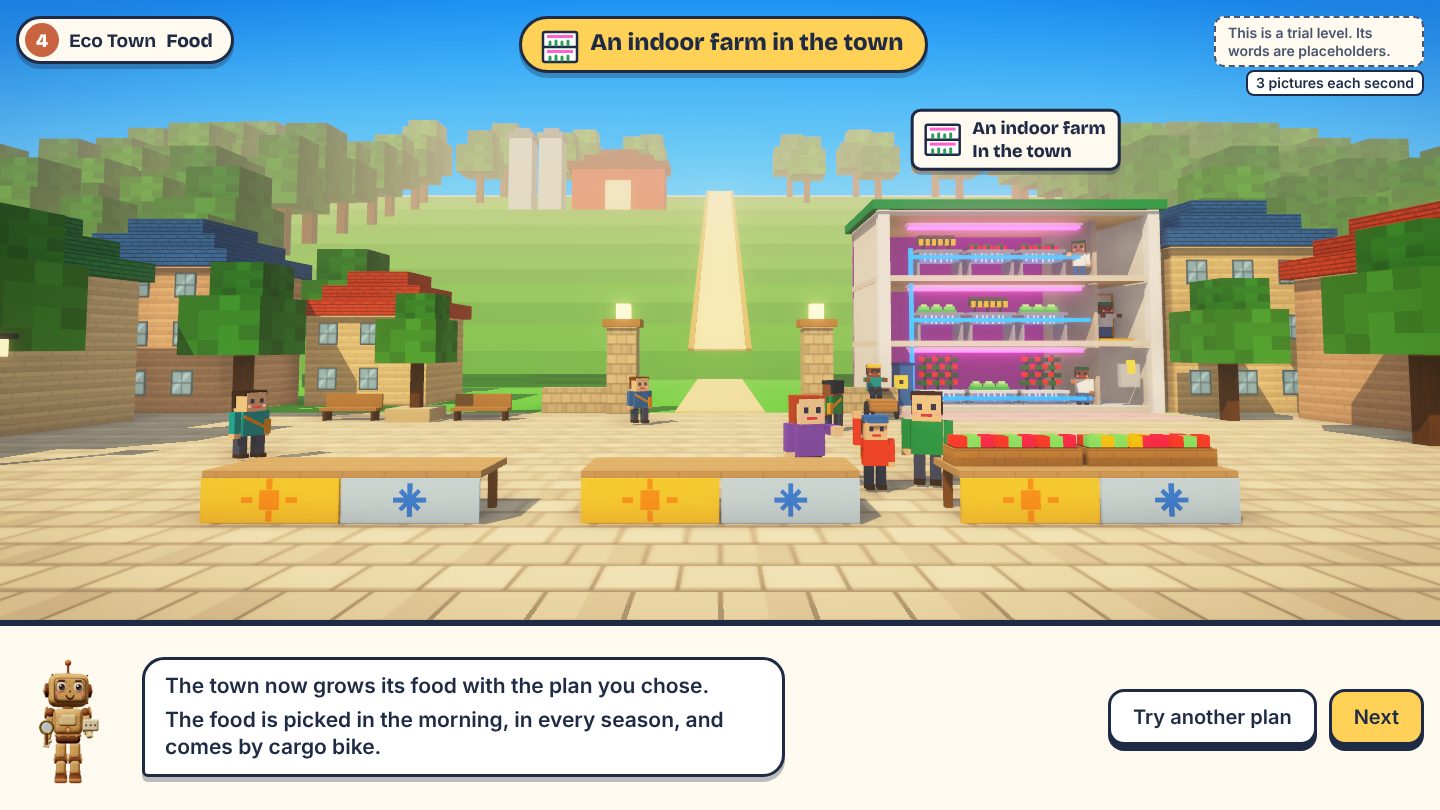 4 Eco Town Food
An indoor farm in the town
This is a trial level. Its
words are placeholders.
3 pictures each second
An indoor farm
In the town
The town now grows its food with the plan you chose.
The food is picked in the morning, in every season, and
comes by cargo bike.
Try another plan
Next